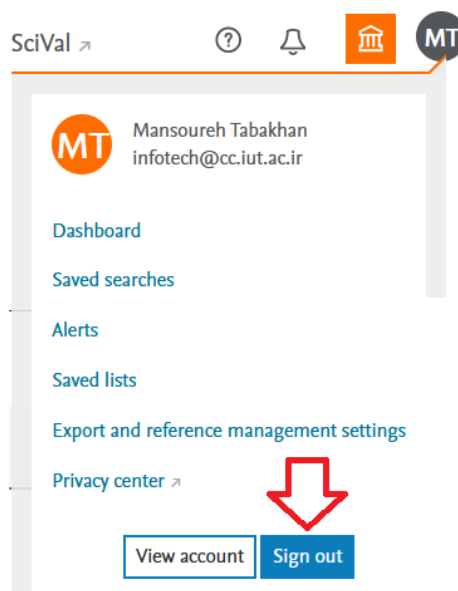 SciVal ↗
MT
MT
Mansoureh Tabakhan
infotech@cc.iut.ac.ir
Dashboard
Saved searches
Alerts
Saved lists
Export and reference management settings
Privacy center ↗
View account
Sign out